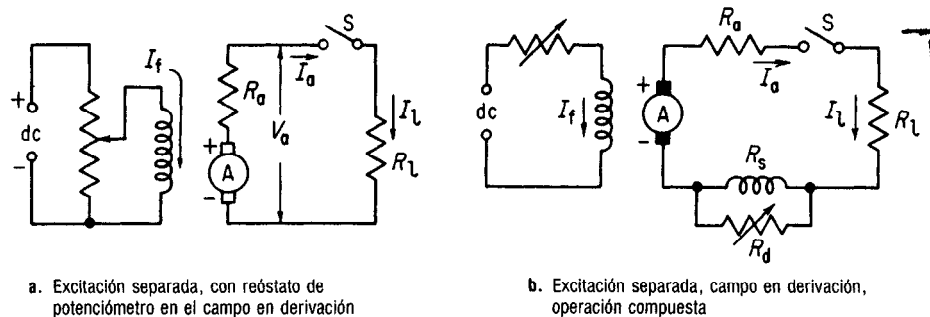 S
I_f
I_a
R_a
+
dc
-
V_a
+
A
-
I_l
R_l
a. Excitación separada, con reóstato de
potenciómetro en el campo en derivación
R_a
S
I_a
dc
I_f
+
A
-
I_l
R_l
R_s
R_d
b. Excitación separada, campo en derivación,
operación compuesta